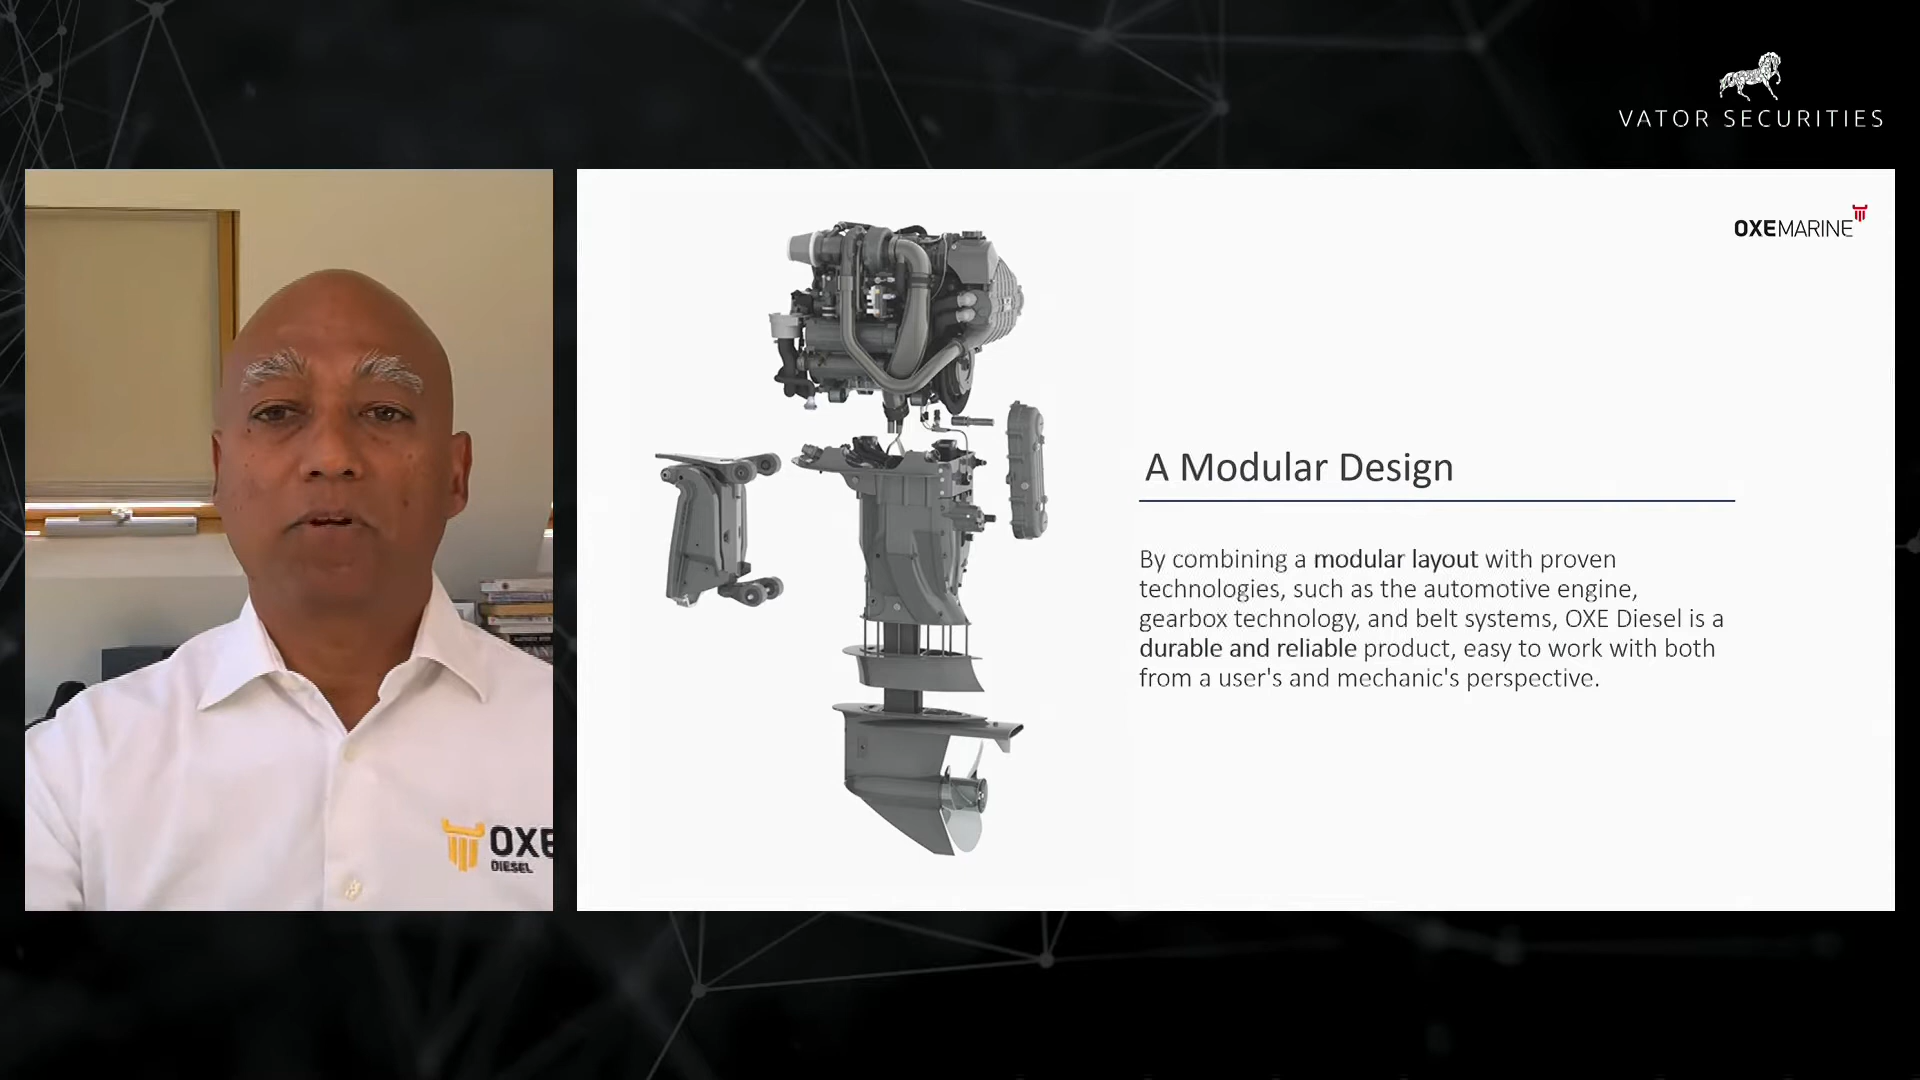 VATOR SECURITIES
OXEMARINE
A Modular Design
By combining a modular layout with proven
technologies, such as the automotive engine,
gearbox technology, and belt systems, OXE Diesel is a
durable and reliable product, easy to work with both
from a user's and mechanic's perspective.
OXE
DIESEL